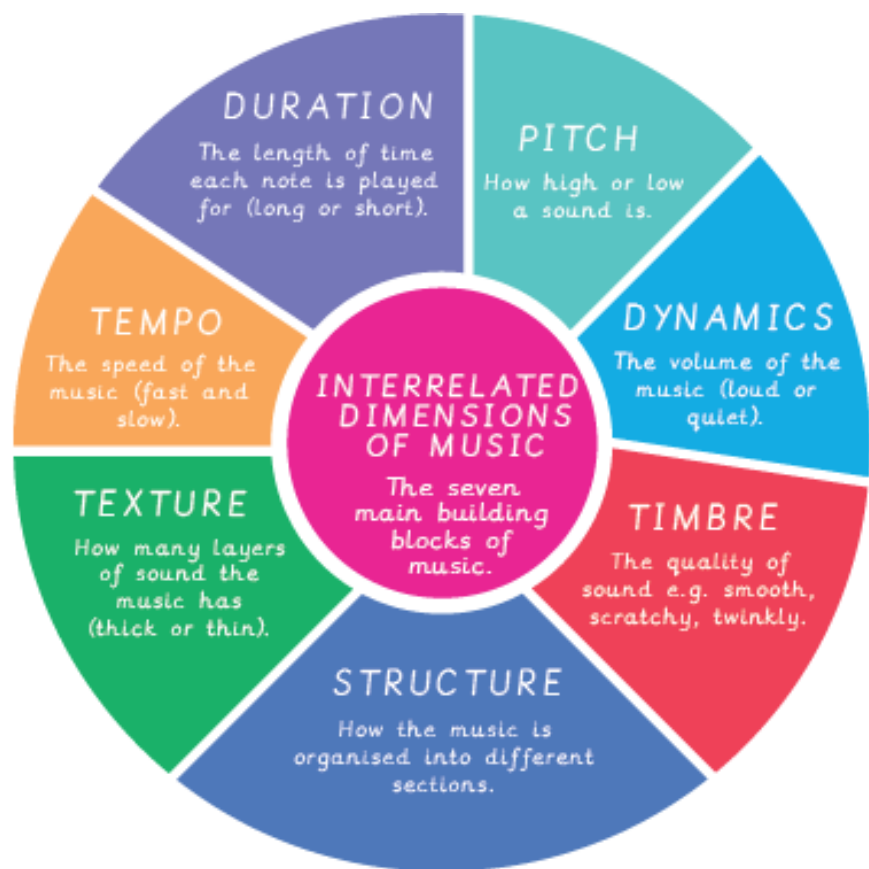 DURATION
The length of time
each note is played
for (long or short).
PITCH
How high or low
a sound is.
DYNAMICS
The volume of the
music (loud or
quiet).
TIMBRE
The quality of
sound e.g. smooth,
scratchy, twinkly.
STRUCTURE
How the music is
organised into different
sections.
TEXTURE
How many layers
of sound the
music has
(thick or thin).
TEMPO
The speed of the
music (fast and
slow).
INTERRELATED
DIMENSIONS
OF MUSIC
The seven
main building
blocks of
music.